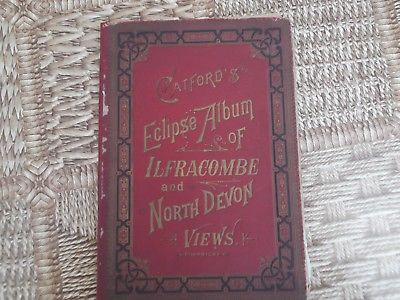 Catford's
Eclipse Album
of
Ilfracombe
and
North Devon
Views.